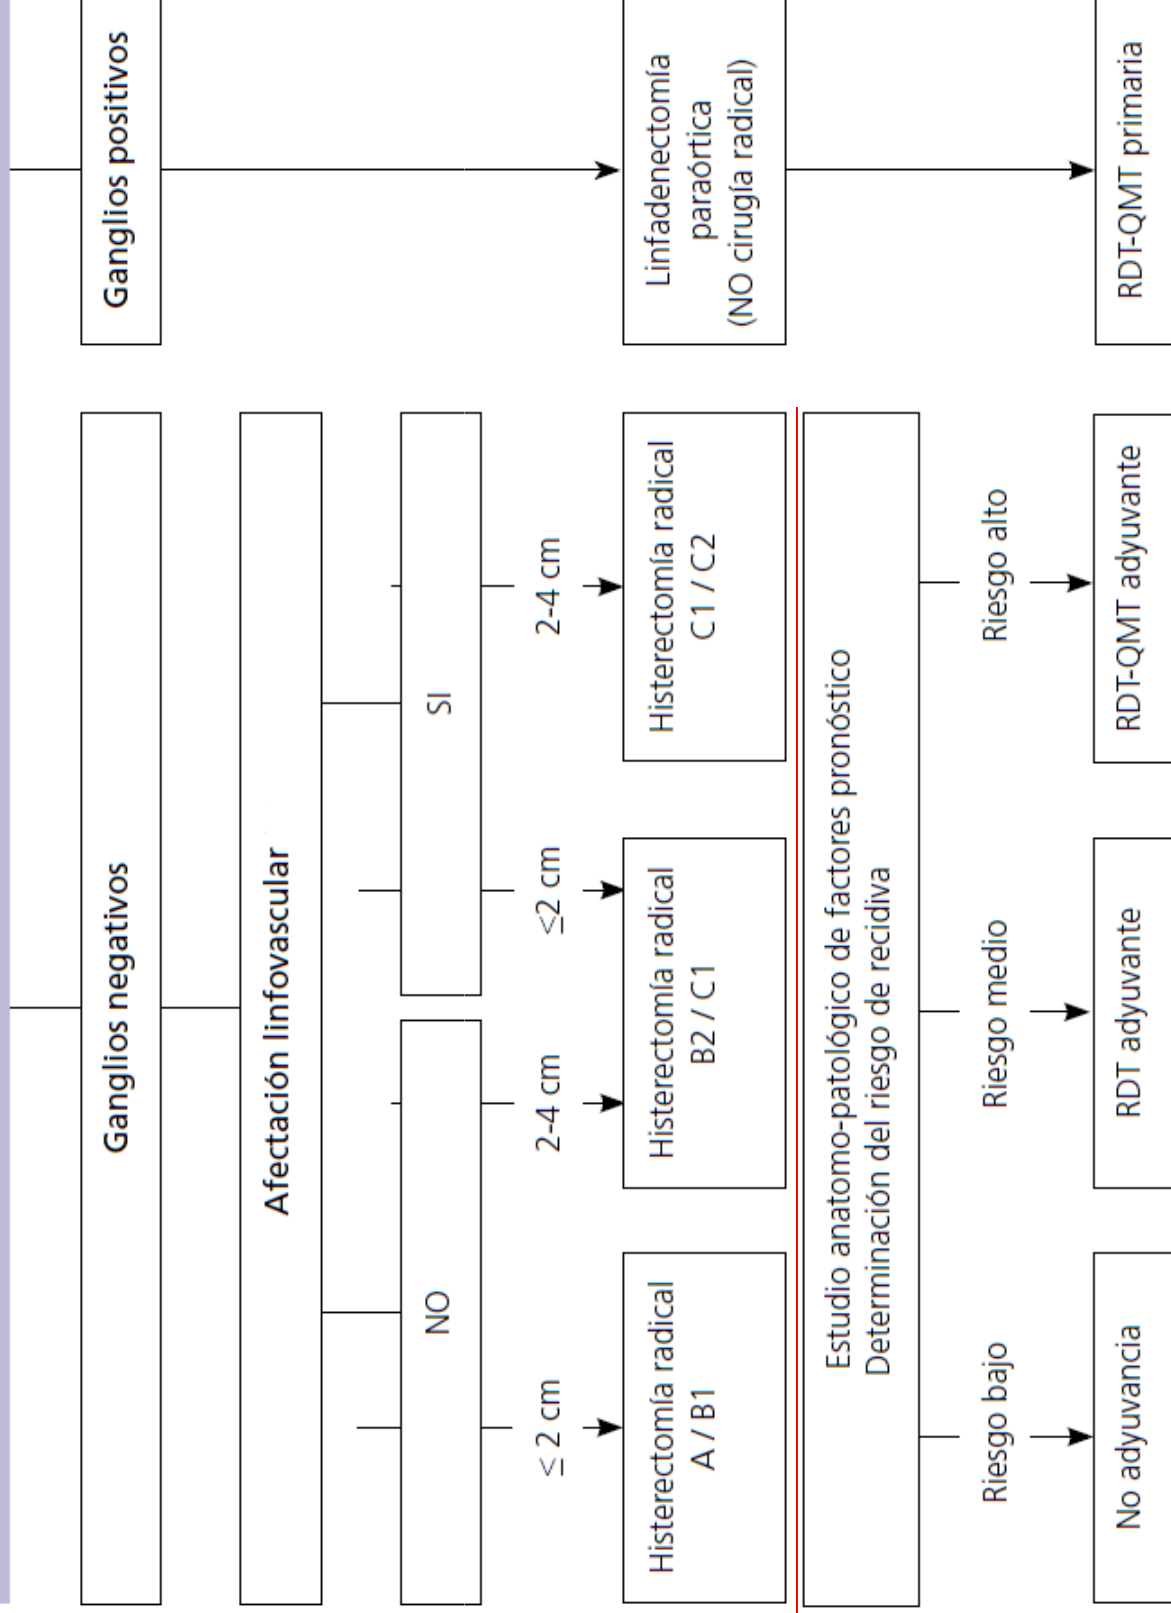 Ganglios negativos
Ganglios positivos
Afectación linfovascular
NO
SI
≤ 2 cm
2-4 cm
≤2 cm
2-4 cm
Histerectomía radical
A / B1
Histerectomía radical
B2 / C1
Histerectomía radical
C1 / C2
Linfadenectomía
paraórtica
(NO cirugía radical)
Estudio anatomo-patológico de factores pronóstico
Determinación del riesgo de recidiva
Riesgo bajo
Riesgo medio
Riesgo alto
No adyuvancia
RDT adyuvante
RDT-QMT adyuvante
RDT-QMT primaria